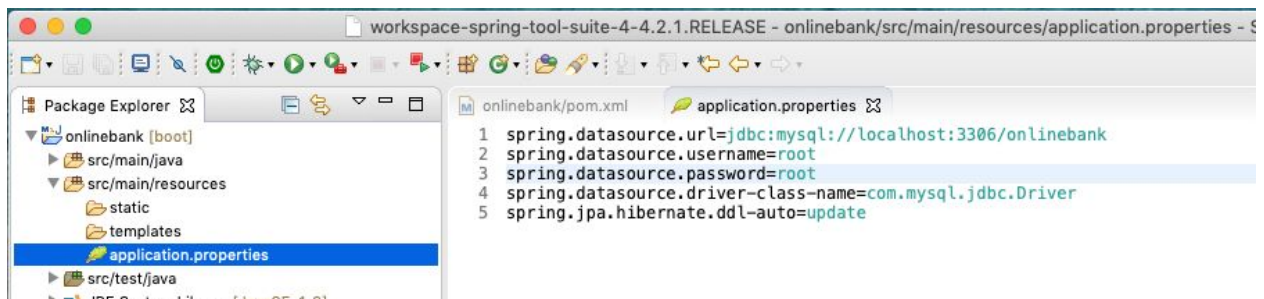 workspace-spring-tool-suite-4-4.2.1.RELEASE - onlinebank/src/main/resources/application.properties - S
Package Explorer
onlinebank [boot]
src/main/java
src/main/resources
static
templates
application.properties
src/test/java
onlinebank/pom.xml
application.properties
1 spring.datasource.url=jdbc:mysql://localhost:3306/onlinebank
2 spring.datasource.username=root
3 spring.datasource.password=root
4 spring.datasource.driver-class-name=com.mysql.jdbc.Driver
5 spring.jpa.hibernate.ddl-auto=update